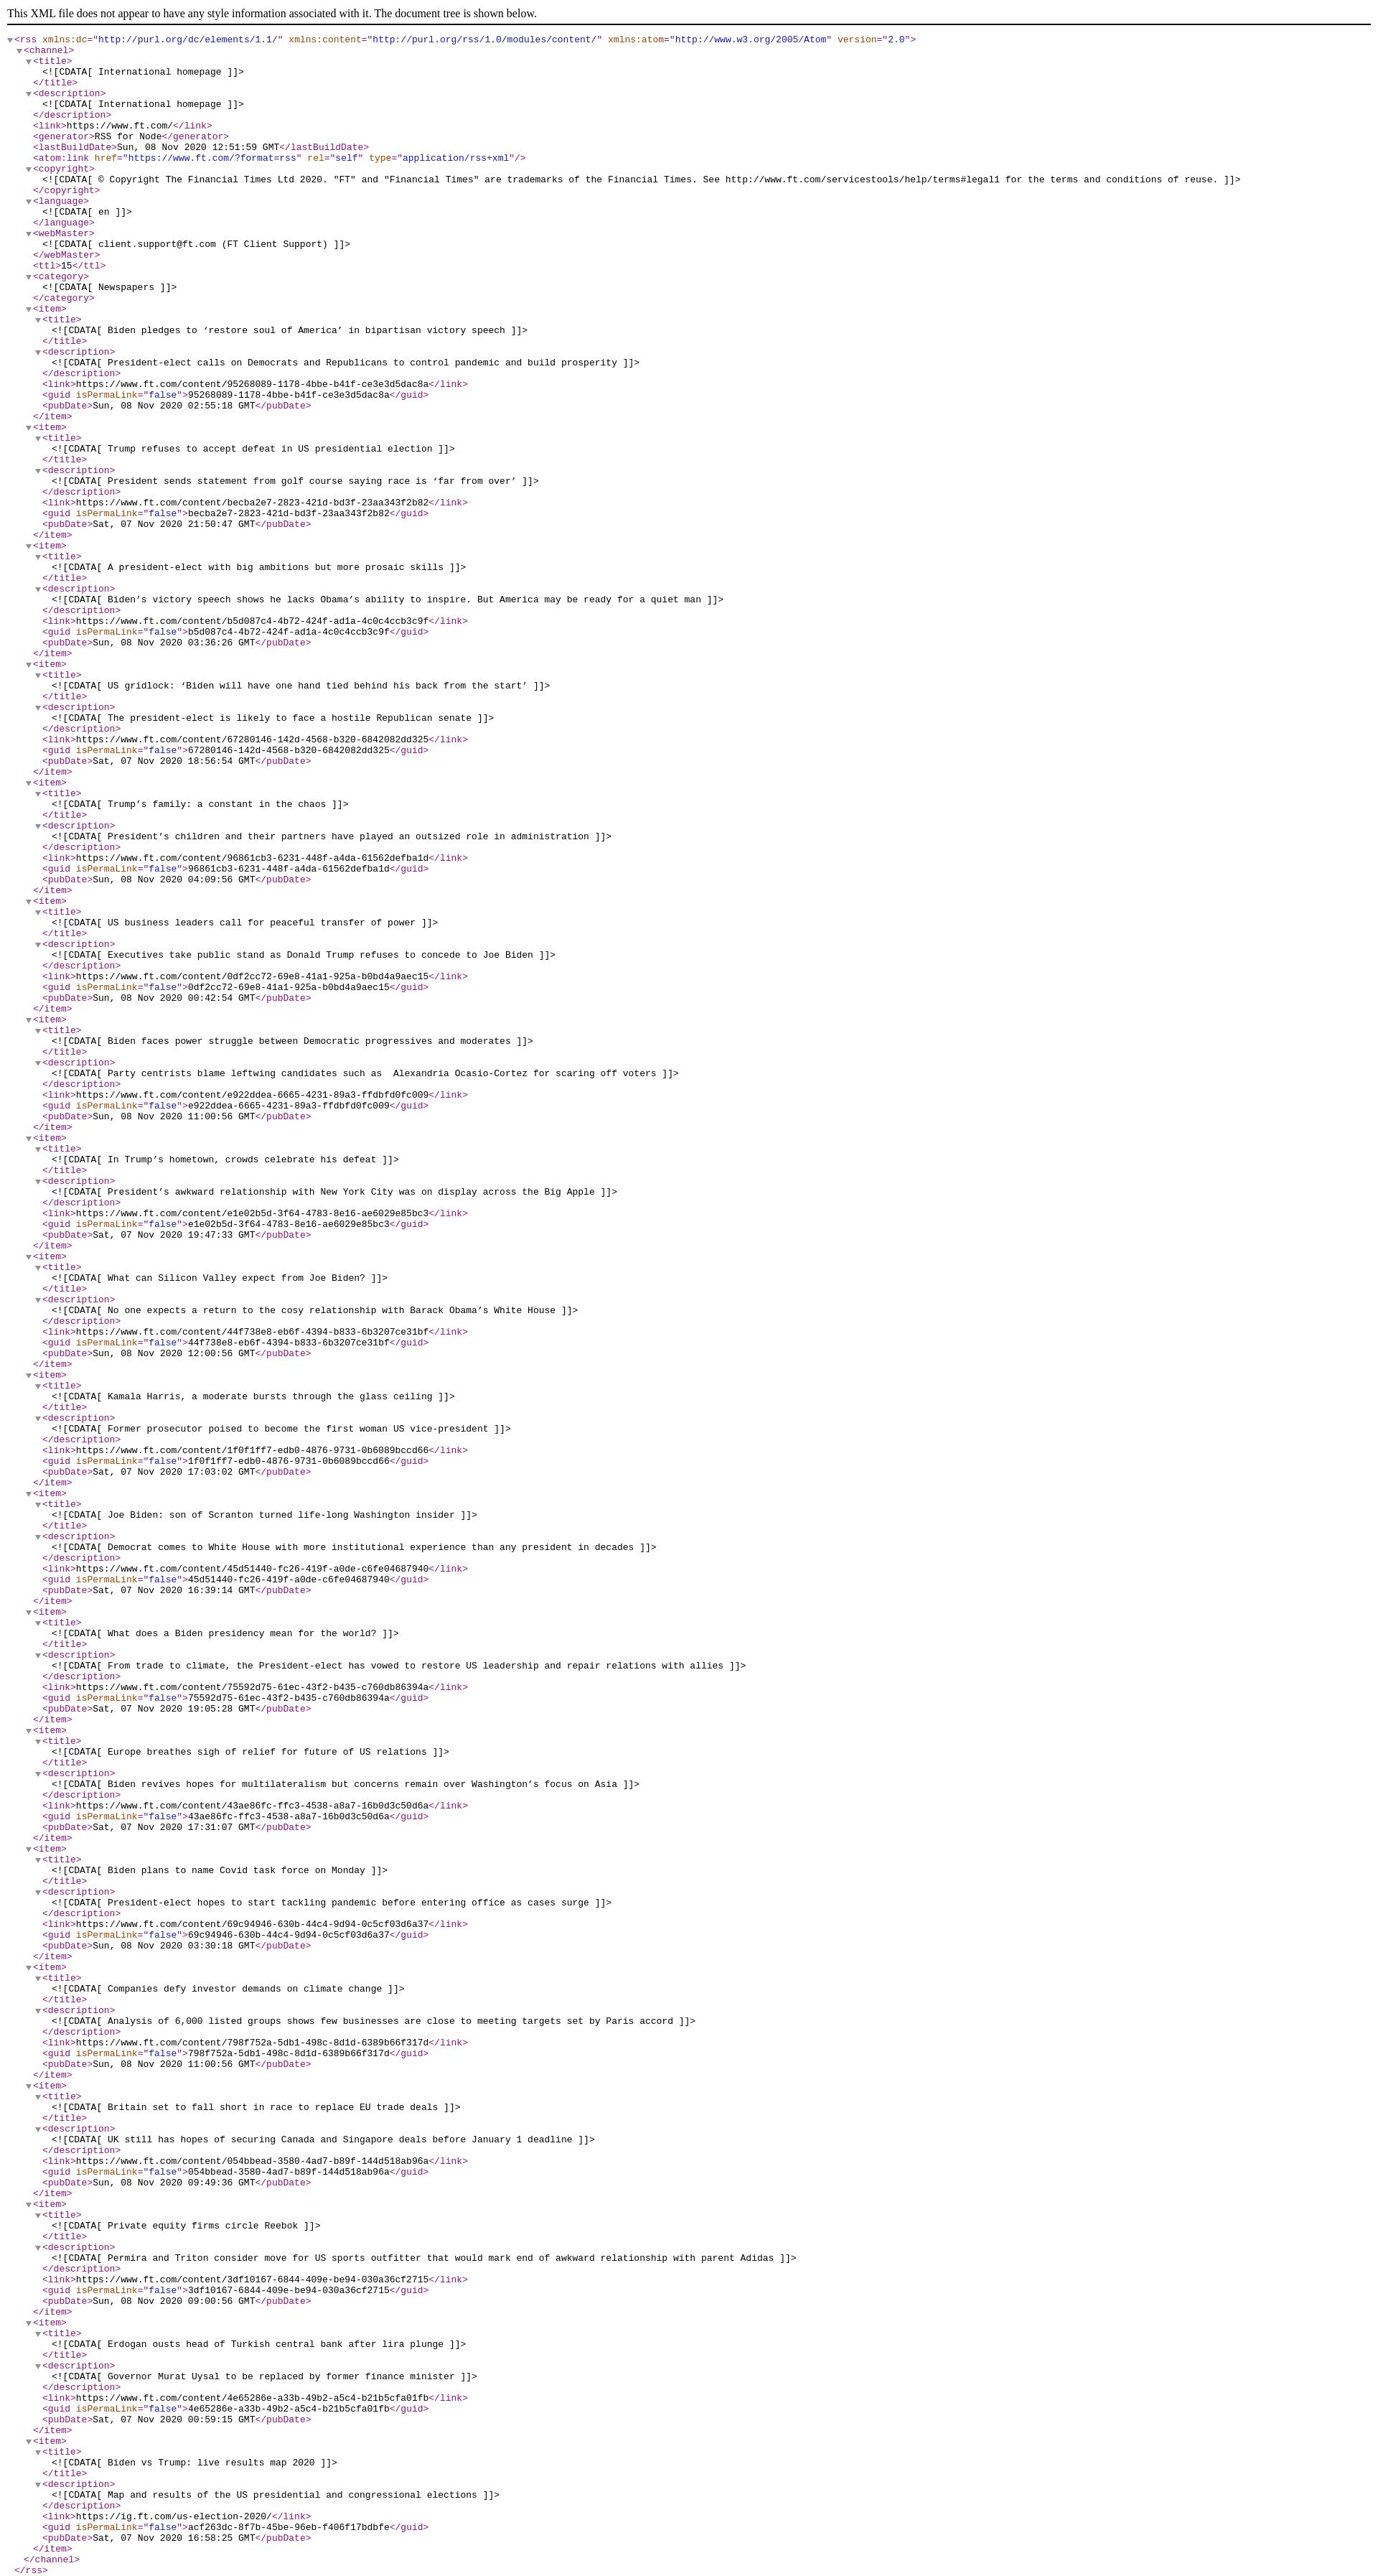 This XML file does not appear to have any style information associated with it. The document tree is shown below.
<rss xmlns:dc="http://purl.org/dc/elements/1.1/" xmlns:content="http://purl.org/rss/1.0/modules/content/" xmlns:atom="http://www.w3.org/2005/Atom" version="2.0">
<channel>
<title>
<![CDATA[ International homepage ]]>
</title>
<description>
<![CDATA[ International homepage ]]>
</description>
<link>https://www.ft.com/</link>
<generator>RSS for Node</generator>
<lastBuildDate>Sun, 08 Nov 2020 12:51:59 GMT</lastBuildDate>
<atom:link href="https://www.ft.com/?format=rss" rel="self" type="application/rss+xml"/>
<copyright>
<![CDATA[ © Copyright The Financial Times Ltd 2020. "FT" and "Financial Times" are trademarks of the Financial Times. See http://www.ft.com/servicestools/help/terms#legal1 for the terms and conditions of reuse. ]]>
</copyright>
<language>
<![CDATA[ en ]]>
</language>
<webMaster>
<![CDATA[ client.support@ft.com (FT Client Support) ]]>
</webMaster>
<ttl>15</ttl>
<category>
<![CDATA[ Newspapers ]]>
</category>
<item>
<title>
<![CDATA[ Biden pledges to ‘restore soul of America’ in bipartisan victory speech ]]>
</title>
<description>
<![CDATA[ President-elect calls on Democrats and Republicans to control pandemic and build prosperity ]]>
</description>
<link>https://www.ft.com/content/95268089-1178-4bbe-b41f-ce3e3d5dac8a</link>
<guid isPermaLink="false">95268089-1178-4bbe-b41f-ce3e3d5dac8a</guid>
<pubDate>Sun, 08 Nov 2020 02:55:18 GMT</pubDate>
</item>
<item>
<title>
<![CDATA[ Trump refuses to accept defeat in US presidential election ]]>
</title>
<description>
<![CDATA[ President sends statement from golf course saying race is ‘far from over’ ]]>
</description>
<link>https://www.ft.com/content/becba2e7-2823-421d-bd3f-23aa343f2b82</link>
<guid isPermaLink="false">becba2e7-2823-421d-bd3f-23aa343f2b82</guid>
<pubDate>Sat, 07 Nov 2020 21:50:47 GMT</pubDate>
</item>
<item>
<title>
<![CDATA[ A president-elect with big ambitions but more prosaic skills ]]>
</title>
<description>
<![CDATA[ Biden’s victory speech shows he lacks Obama’s ability to inspire. But America may be ready for a quiet man ]]>
</description>
<link>https://www.ft.com/content/b5d087c4-4b72-424f-ad1a-4c0c4ccb3c9f</link>
<guid isPermaLink="false">b5d087c4-4b72-424f-ad1a-4c0c4ccb3c9f</guid>
<pubDate>Sun, 08 Nov 2020 03:36:26 GMT</pubDate>
</item>
<item>
<title>
<![CDATA[ US gridlock: ‘Biden will have one hand tied behind his back from the start’ ]]>
</title>
<description>
<![CDATA[ The president-elect is likely to face a hostile Republican senate ]]>
</description>
<link>https://www.ft.com/content/67280146-142d-4568-b320-6842082dd325</link>
<guid isPermaLink="false">67280146-142d-4568-b320-6842082dd325</guid>
<pubDate>Sat, 07 Nov 2020 18:56:54 GMT</pubDate>
</item>
<item>
<title>
<![CDATA[ Trump’s family: a constant in the chaos ]]>
</title>
<description>
<![CDATA[ President’s children and their partners have played an outsized role in administration ]]>
</description>
<link>https://www.ft.com/content/96861cb3-6231-448f-a4da-61562defba1d</link>
<guid isPermaLink="false">96861cb3-6231-448f-a4da-61562defba1d</guid>
<pubDate>Sun, 08 Nov 2020 04:09:56 GMT</pubDate>
</item>
<item>
<title>
<![CDATA[ US business leaders call for peaceful transfer of power ]]>
</title>
<description>
<![CDATA[ Executives take public stand as Donald Trump refuses to concede to Joe Biden ]]>
</description>
<link>https://www.ft.com/content/0df2cc72-69e8-41a1-925a-b0bd4a9aec15</link>
<guid isPermaLink="false">0df2cc72-69e8-41a1-925a-b0bd4a9aec15</guid>
<pubDate>Sun, 08 Nov 2020 00:42:54 GMT</pubDate>
</item>
<item>
<title>
<![CDATA[ Biden faces power struggle between Democratic progressives and moderates ]]>
</title>
<description>
<![CDATA[ Party centrists blame leftwing candidates such as  Alexandria Ocasio-Cortez for scaring off voters ]]>
</description>
<link>https://www.ft.com/content/e922ddea-6665-4231-89a3-ffdbfd0fc009</link>
<guid isPermaLink="false">e922ddea-6665-4231-89a3-ffdbfd0fc009</guid>
<pubDate>Sun, 08 Nov 2020 11:00:56 GMT</pubDate>
</item>
<item>
<title>
<![CDATA[ In Trump’s hometown, crowds celebrate his defeat ]]>
</title>
<description>
<![CDATA[ President’s awkward relationship with New York City was on display across the Big Apple ]]>
</description>
<link>https://www.ft.com/content/e1e02b5d-3f64-4783-8e16-ae6029e85bc3</link>
<guid isPermaLink="false">e1e02b5d-3f64-4783-8e16-ae6029e85bc3</guid>
<pubDate>Sat, 07 Nov 2020 19:47:33 GMT</pubDate>
</item>
<item>
<title>
<![CDATA[ What can Silicon Valley expect from Joe Biden? ]]>
</title>
<description>
<![CDATA[ No one expects a return to the cosy relationship with Barack Obama’s White House ]]>
</description>
<link>https://www.ft.com/content/44f738e8-eb6f-4394-b833-6b3207ce31bf</link>
<guid isPermaLink="false">44f738e8-eb6f-4394-b833-6b3207ce31bf</guid>
<pubDate>Sun, 08 Nov 2020 12:00:56 GMT</pubDate>
</item>
<item>
<title>
<![CDATA[ Kamala Harris, a moderate bursts through the glass ceiling ]]>
</title>
<description>
<![CDATA[ Former prosecutor poised to become the first woman US vice-president ]]>
</description>
<link>https://www.ft.com/content/1f0f1ff7-edb0-4876-9731-0b6089bccd66</link>
<guid isPermaLink="false">1f0f1ff7-edb0-4876-9731-0b6089bccd66</guid>
<pubDate>Sat, 07 Nov 2020 17:03:02 GMT</pubDate>
</item>
<item>
<title>
<![CDATA[ Joe Biden: son of Scranton turned life-long Washington insider ]]>
</title>
<description>
<![CDATA[ Democrat comes to White House with more institutional experience than any president in decades ]]>
</description>
<link>https://www.ft.com/content/45d51440-fc26-419f-a0de-c6fe04687940</link>
<guid isPermaLink="false">45d51440-fc26-419f-a0de-c6fe04687940</guid>
<pubDate>Sat, 07 Nov 2020 16:39:14 GMT</pubDate>
</item>
<item>
<title>
<![CDATA[ What does a Biden presidency mean for the world? ]]>
</title>
<description>
<![CDATA[ From trade to climate, the President-elect has vowed to restore US leadership and repair relations with allies ]]>
</description>
<link>https://www.ft.com/content/75592d75-61ec-43f2-b435-c760db86394a</link>
<guid isPermaLink="false">75592d75-61ec-43f2-b435-c760db86394a</guid>
<pubDate>Sat, 07 Nov 2020 19:05:28 GMT</pubDate>
</item>
<item>
<title>
<![CDATA[ Europe breathes sigh of relief for future of US relations ]]>
</title>
<description>
<![CDATA[ Biden revives hopes for multilateralism but concerns remain over Washington’s focus on Asia ]]>
</description>
<link>https://www.ft.com/content/43ae86fc-ffc3-4538-a8a7-16b0d3c50d6a</link>
<guid isPermaLink="false">43ae86fc-ffc3-4538-a8a7-16b0d3c50d6a</guid>
<pubDate>Sat, 07 Nov 2020 17:31:07 GMT</pubDate>
</item>
<item>
<title>
<![CDATA[ Biden plans to name Covid task force on Monday ]]>
</title>
<description>
<![CDATA[ President-elect hopes to start tackling pandemic before entering office as cases surge ]]>
</description>
<link>https://www.ft.com/content/69c94946-630b-44c4-9d94-0c5cf03d6a37</link>
<guid isPermaLink="false">69c94946-630b-44c4-9d94-0c5cf03d6a37</guid>
<pubDate>Sun, 08 Nov 2020 03:30:18 GMT</pubDate>
</item>
<item>
<title>
<![CDATA[ Companies defy investor demands on climate change ]]>
</title>
<description>
<![CDATA[ Analysis of 6,000 listed groups shows few businesses are close to meeting targets set by Paris accord ]]>
</description>
<link>https://www.ft.com/content/798f752a-5db1-498c-8d1d-6389b66f317d</link>
<guid isPermaLink="false">798f752a-5db1-498c-8d1d-6389b66f317d</guid>
<pubDate>Sun, 08 Nov 2020 11:00:56 GMT</pubDate>
</item>
<item>
<title>
<![CDATA[ Britain set to fall short in race to replace EU trade deals ]]>
</title>
<description>
<![CDATA[ UK still has hopes of securing Canada and Singapore deals before January 1 deadline ]]>
</description>
<link>https://www.ft.com/content/054bbead-3580-4ad7-b89f-144d518ab96a</link>
<guid isPermaLink="false">054bbead-3580-4ad7-b89f-144d518ab96a</guid>
<pubDate>Sun, 08 Nov 2020 09:49:36 GMT</pubDate>
</item>
<item>
<title>
<![CDATA[ Private equity firms circle Reebok ]]>
</title>
<description>
<![CDATA[ Permira and Triton consider move for US sports outfitter that would mark end of awkward relationship with parent Adidas ]]>
</description>
<link>https://www.ft.com/content/3df10167-6844-409e-be94-030a36cf2715</link>
<guid isPermaLink="false">3df10167-6844-409e-be94-030a36cf2715</guid>
<pubDate>Sun, 08 Nov 2020 09:00:56 GMT</pubDate>
</item>
<item>
<title>
<![CDATA[ Erdogan ousts head of Turkish central bank after lira plunge ]]>
</title>
<description>
<![CDATA[ Governor Murat Uysal to be replaced by former finance minister ]]>
</description>
<link>https://www.ft.com/content/4e65286e-a33b-49b2-a5c4-b21b5cfa01fb</link>
<guid isPermaLink="false">4e65286e-a33b-49b2-a5c4-b21b5cfa01fb</guid>
<pubDate>Sat, 07 Nov 2020 00:59:15 GMT</pubDate>
</item>
<item>
<title>
<![CDATA[ Biden vs Trump: live results map 2020 ]]>
</title>
<description>
<![CDATA[ Map and results of the US presidential and congressional elections ]]>
</description>
<link>https://ig.ft.com/us-election-2020/</link>
<guid isPermaLink="false">acf263dc-8f7b-45be-96eb-f406f17bdbfe</guid>
<pubDate>Sat, 07 Nov 2020 16:58:25 GMT</pubDate>
</item>
</channel>
</rss>